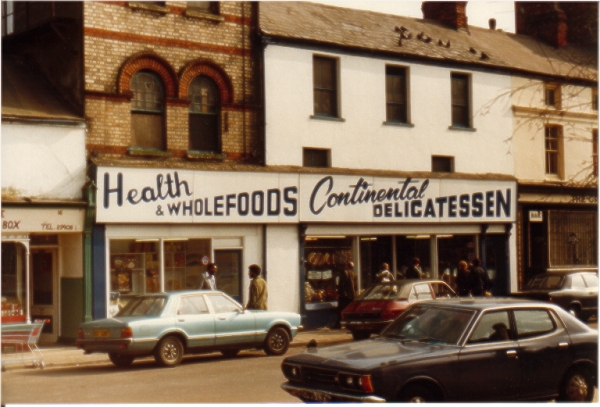 Health
& WHOLEFOODS
Continental
DELICATESSEN
BOX
TEL.